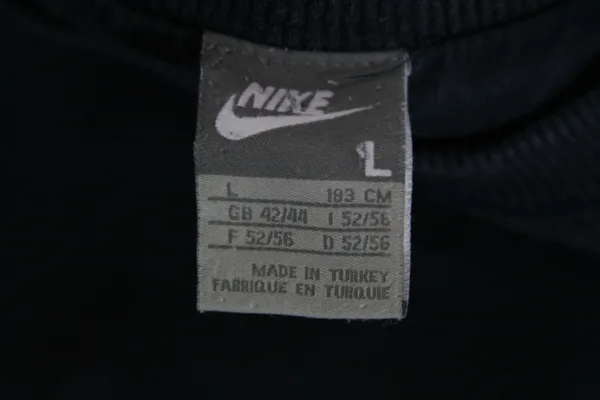 NIKE
L
L 183 CM
GB 42/44 I 52/56
F 52/56 D 52/56
MADE IN TURKEY
FABRIQUE EN TURQUIE